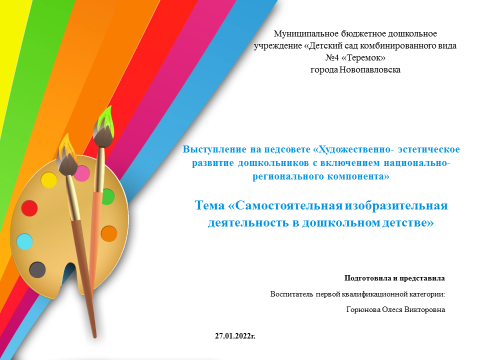 Муниципальное бюджетное дошкольное
учреждение «Детский сад комбинированного вида
№4 «Теремок»
города Новопавловска
Выступление на педсовете «Художественно- эстетическое
развитие дошкольников с включением национально-
регионального компонента»
Тема «Самостоятельная изобразительная
деятельность в дошкольном детстве»
Подготовила и представила
Воспитатель первой квалификационной категории:
Горюнова Олеся Викторовна
27.01.2022г.